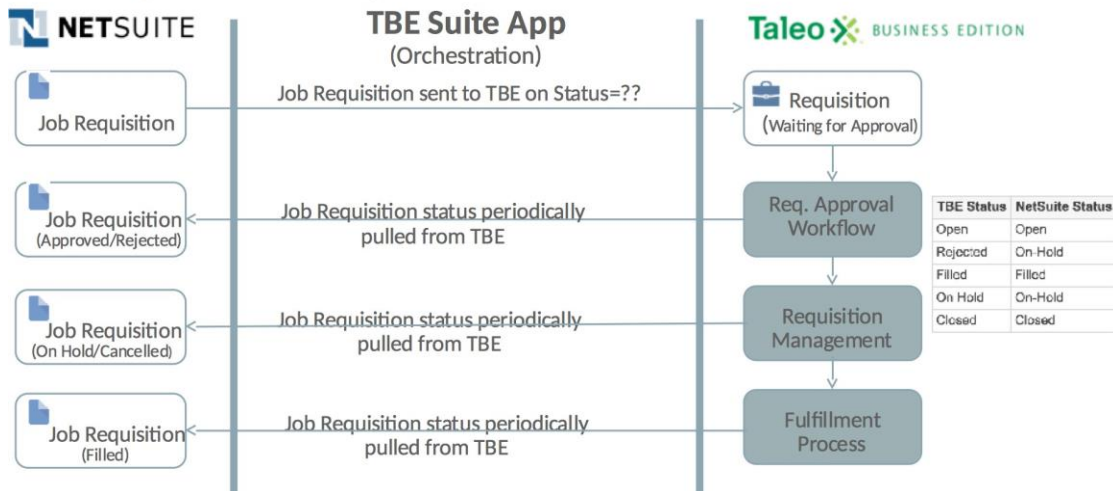 NETSUITE
TBE Suite App
(Orchestration)
Taleo BUSINESS EDITION
Job Requisition
Job Requisition sent to TBE on Status=??
Requisition
(Waiting for Approval)
Job Requisition
(Approved/Rejected)
Job Requisition status periodically
pulled from TBE
Req. Approval
Workflow
TBE Status NetSuite Status
Open Open
Rejected On-Hold
Filled Filled
On Hold On-Hold
Closed Closed
Job Requisition
(On Hold/Cancelled)
Job Requisition status periodically
pulled from TBE
Requisition
Management
Job Requisition
(Filled)
Job Requisition status periodically
pulled from TBE
Fulfillment
Process